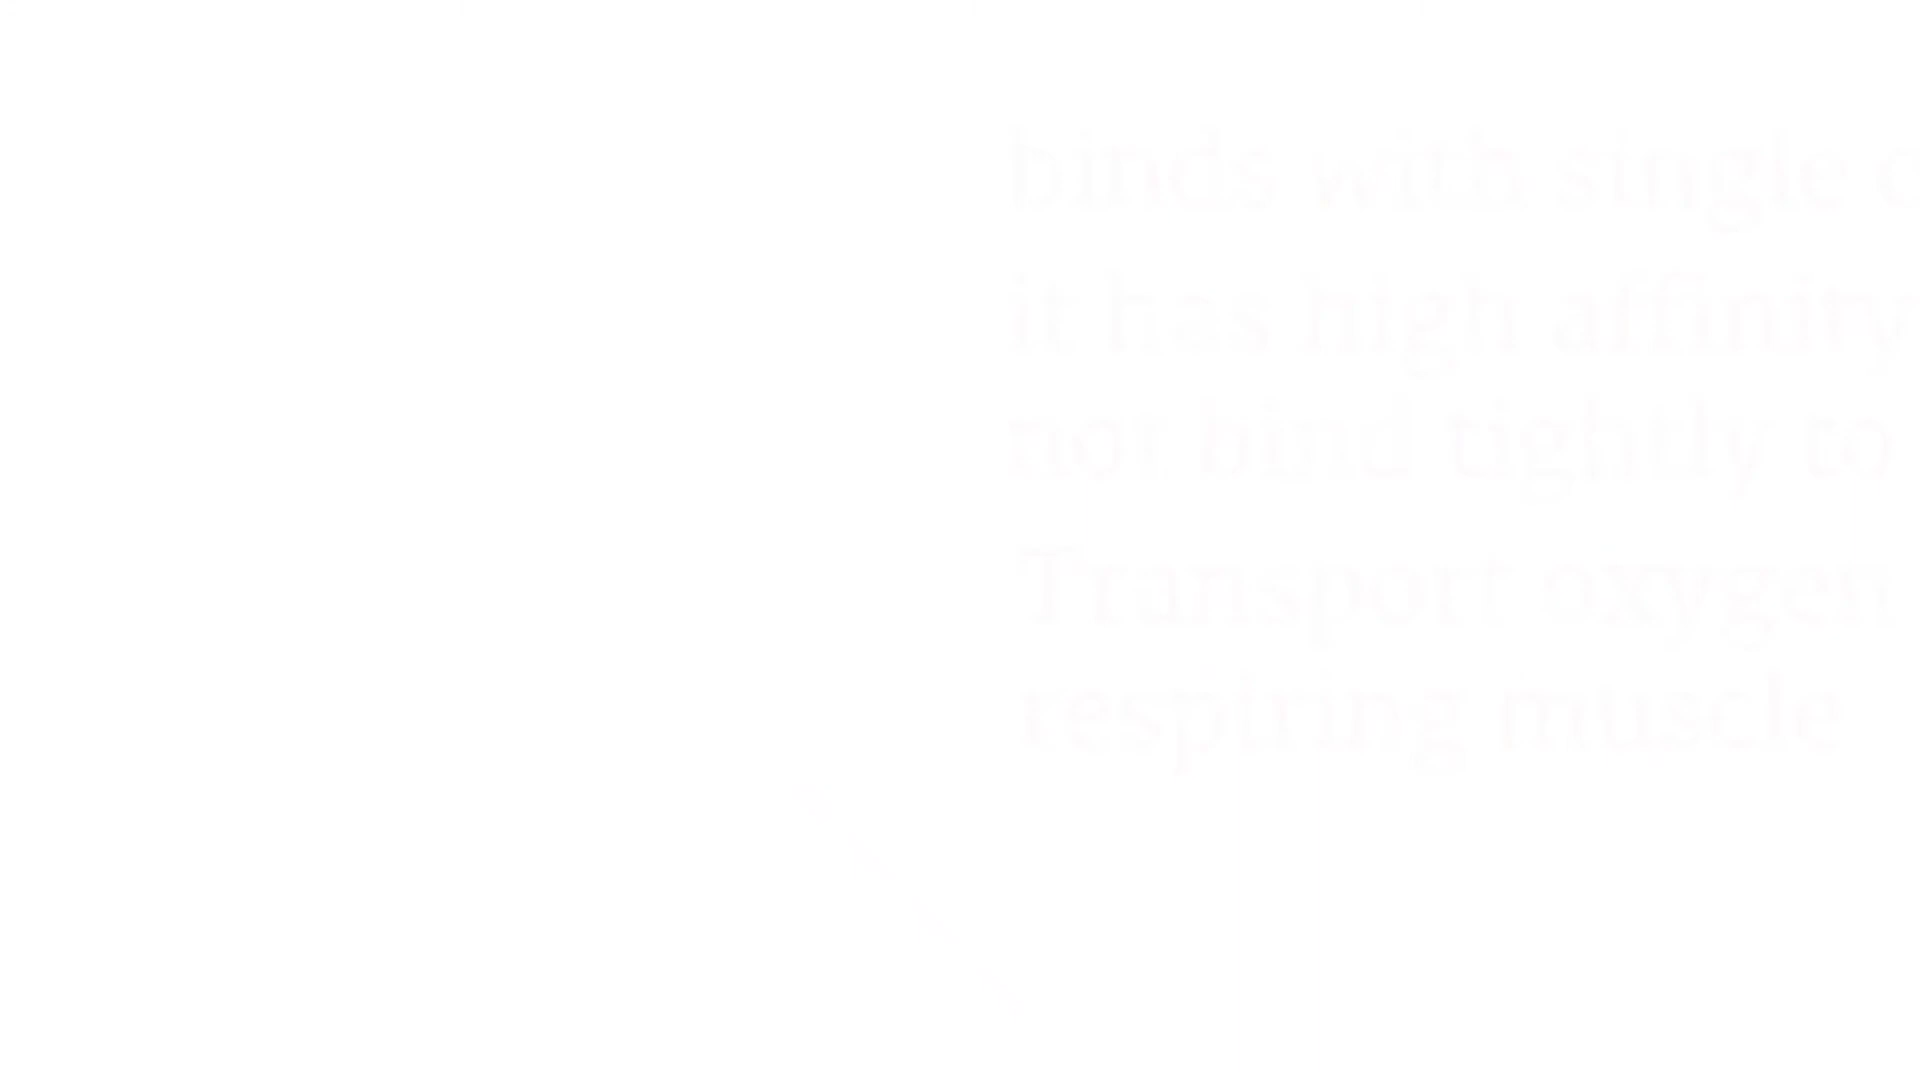 binds with single
it has high affinity
not bind tightly to
Transport oxygen
respiring muscle